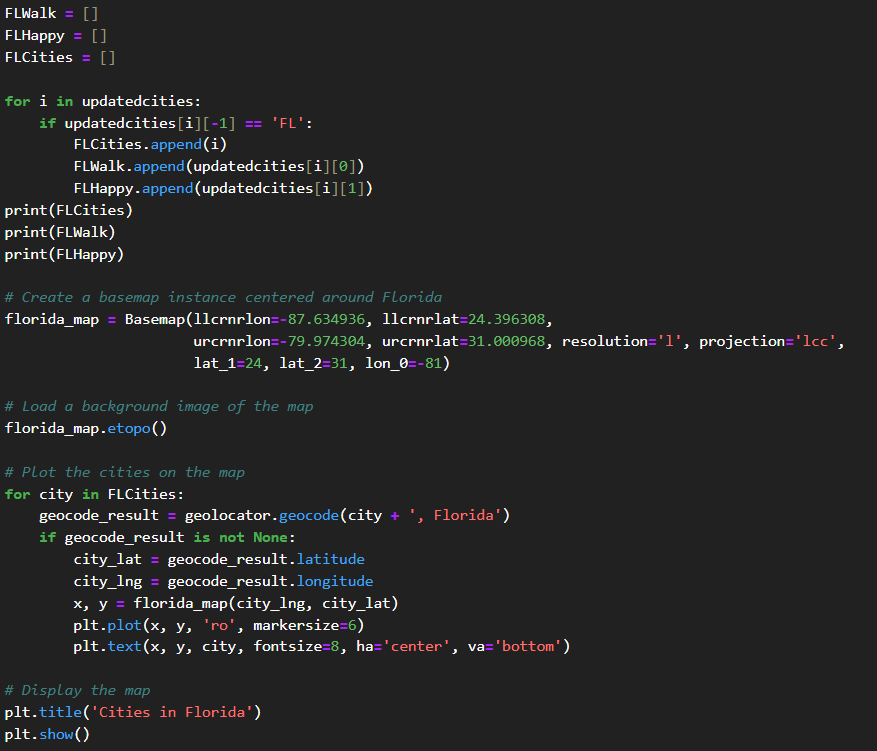 FLWalk = []
FLHappy = []
FLCities = []
for i in updatedcities:
    if updatedcities[i][-1] == 'FL':
        FLCities.append(i)
        FLWalk.append(updatedcities[i][0])
        FLHappy.append(updatedcities[i][1])
print(FLCities)
print(FLWalk)
print(FLHappy)
# Create a basemap instance centered around Florida
florida_map = Basemap(llcrnrlon=-87.634936, llcrnrlat=24.396308,
                      urcrnrlon=-79.974304, urcrnrlat=31.000968, resolution='l', projection='lcc',
                      lat_1=24, lat_2=31, lon_0=-81)
# Load a background image of the map
florida_map.etopo()
# Plot the cities on the map
for city in FLCities:
    geocode_result = geolocator.geocode(city + ', Florida')
    if geocode_result is not None:
        city_lat = geocode_result.latitude
        city_lng = geocode_result.longitude
        x, y = florida_map(city_lng, city_lat)
        plt.plot(x, y, 'ro', markersize=6)
        plt.text(x, y, city, fontsize=8, ha='center', va='bottom')
# Display the map
plt.title('Cities in Florida')
plt.show()